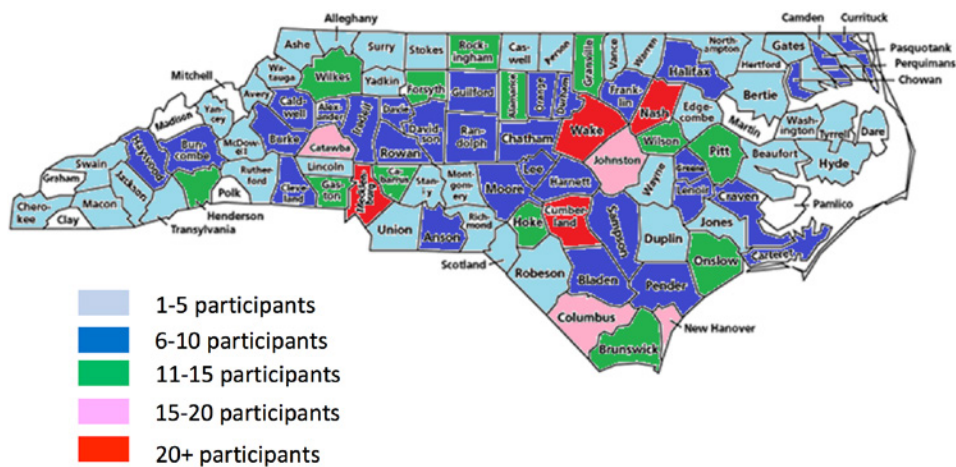 Alleghany
Camden
Currituck
Ashe
Surry
Stokes
Rock-
ingham
Cas-
well
Person
Granville
Vance
Warren
North-
ampton
Gates
Pasquotank
Perquimans
Chowan
Hertford
Halifax
Mitchell
Wa-
tauga
Wilkes
Yadkin
Forsyth
Guilford
Alamance
Orange
Durham
Frank-
lin
Nash
Edge-
combe
Bertie
Martin
Wash-
ington
Tyrrell
Dare
Madison
Yan-
cey
Avery
Cald-
well
Alex-
ander
Iredell
Davie
David-
son
Ran-
dolph
Chatham
Wake
Wilson
Pitt
Beaufort
Hyde
Haywood
Bun-
combe
McDow-
ell
Burke
Catawba
Rowan
Johnston
Swain
Graham
Jackson
Ruther-
ford
Lincoln
Cleve-
land
Gas-
ton
Mecklen-
burg
Ca-
barrus
Stan-
ly
Mont-
gom-
ery
Moore
Lee
Harnett
Wayne
Greene
Lenoir
Craven
Pamlico
Chero-
kee
Clay
Macon
Transylvania
Henderson
Polk
Union
Anson
Rich-
mond
Scotland
Hoke
Cumber-
land
Sampson
Duplin
Jones
Onslow
Carteret
Robeson
Bladen
Pender
Columbus
New Hanover
Brunswick
1-5 participants
6-10 participants
11-15 participants
15-20 participants
20+ participants